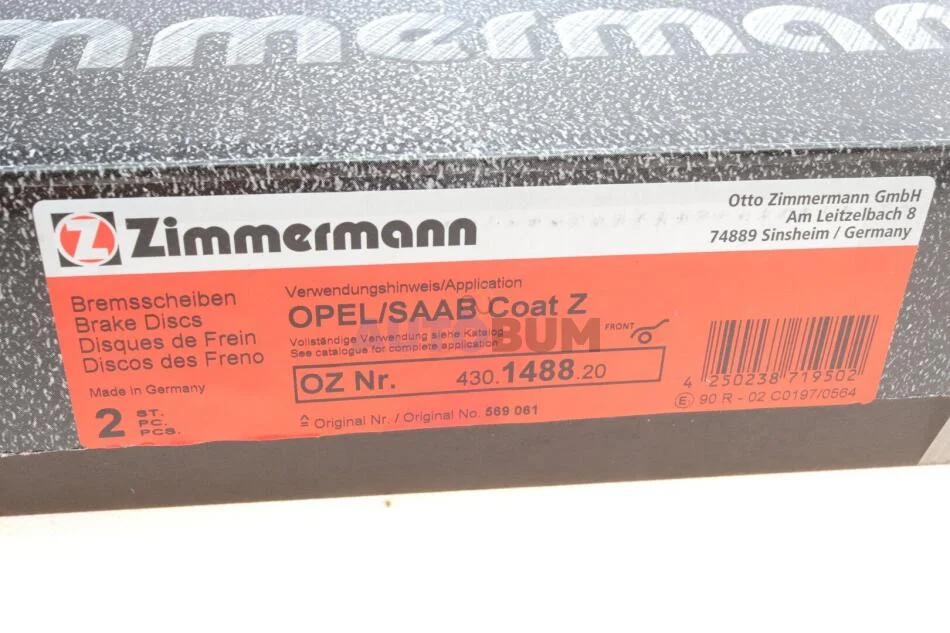 mmerman
Zimmermann
Otto Zimmermann GmbH
Am Leitzelbach 8
74889 Sinsheim / Germany
Bremsscheiben
Brake Discs
Disques de Frein
Discos des Freno
Made in Germany
2 ST.
PC.
PCS.
Verwendungshinweis/Application
OPEL/SAAB Coat Z
AUTOBUM
Vollständige Verwendung siehe Katalog
See catalogue for complete application
FRONT
OZ Nr. 430.1488.20
≙ Original Nr. / Original No. 569 061
4 250238 719502
E 90 R - 02 C0197/0564